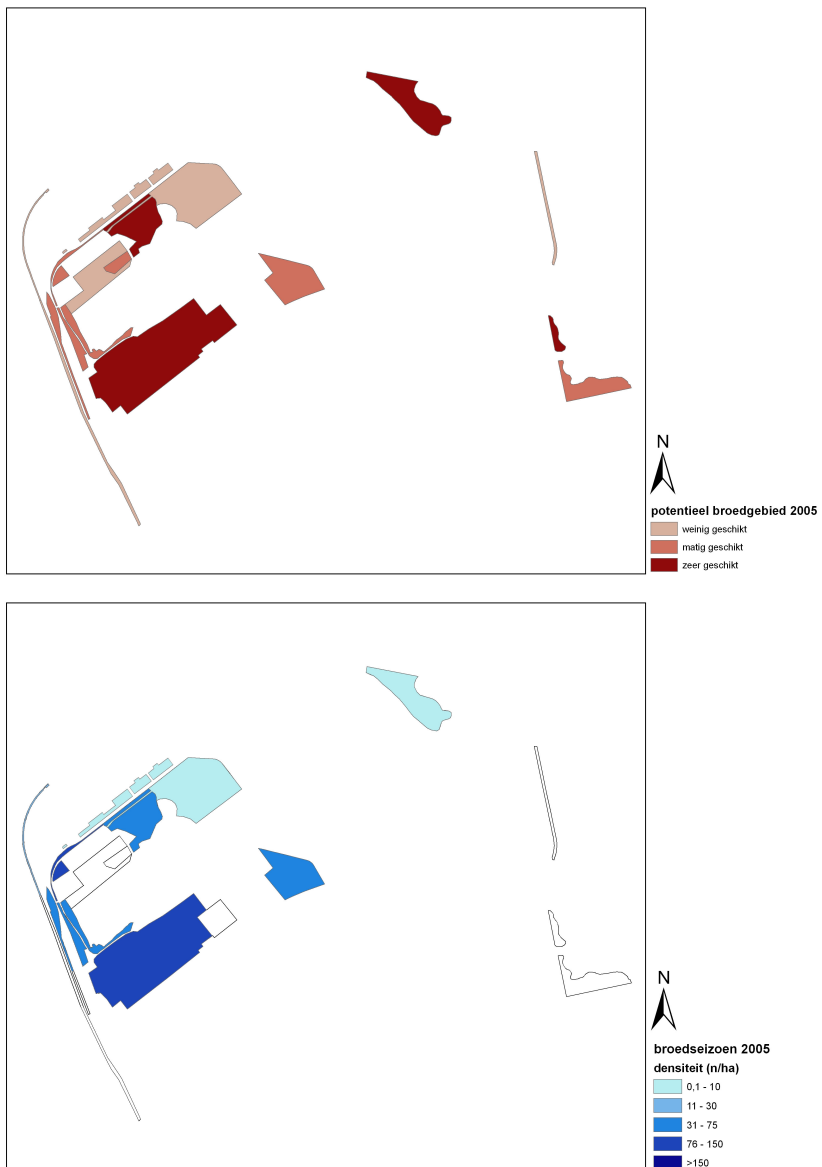 N
potentieel broedgebied 2005
weinig geschikt
matig geschikt
zeer geschikt
N
broedseizoen 2005
densiteit (n/ha)
0,1 - 10
11 - 30
31 - 75
76 - 150
>150